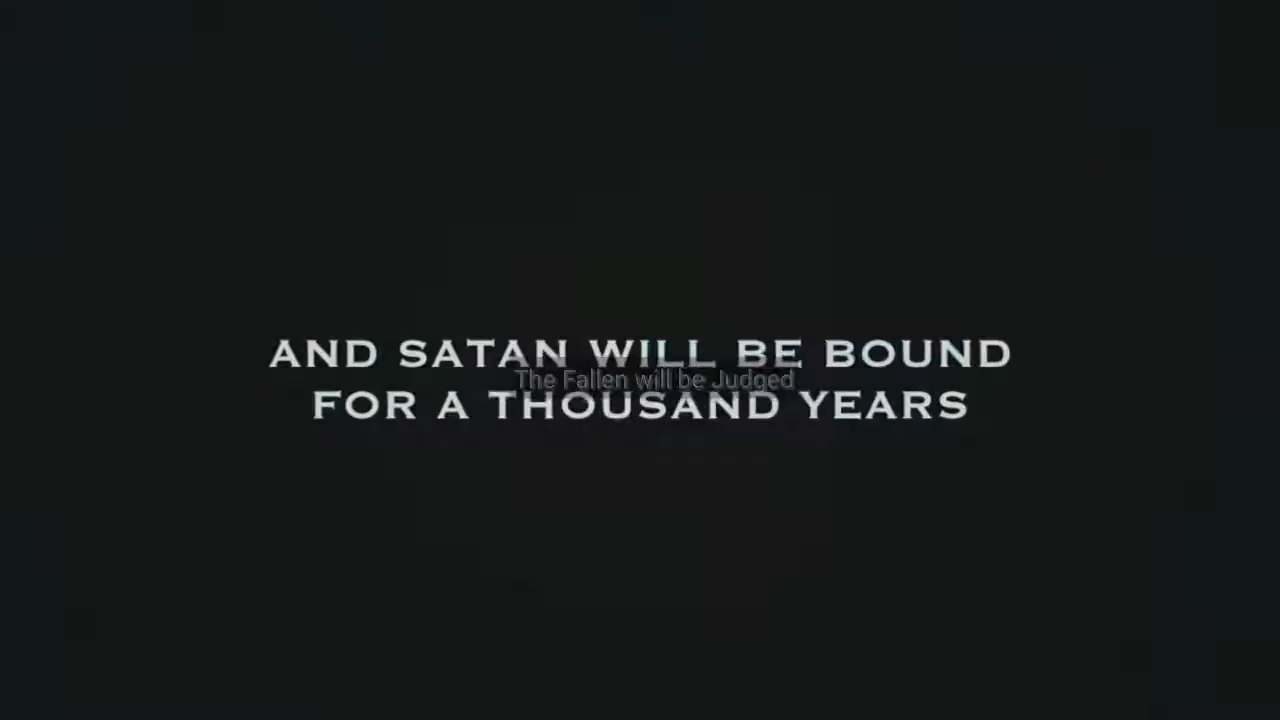 AND SATAN WILL BE BOUND
The Fallen will be Judged
FOR A THOUSAND YEARS